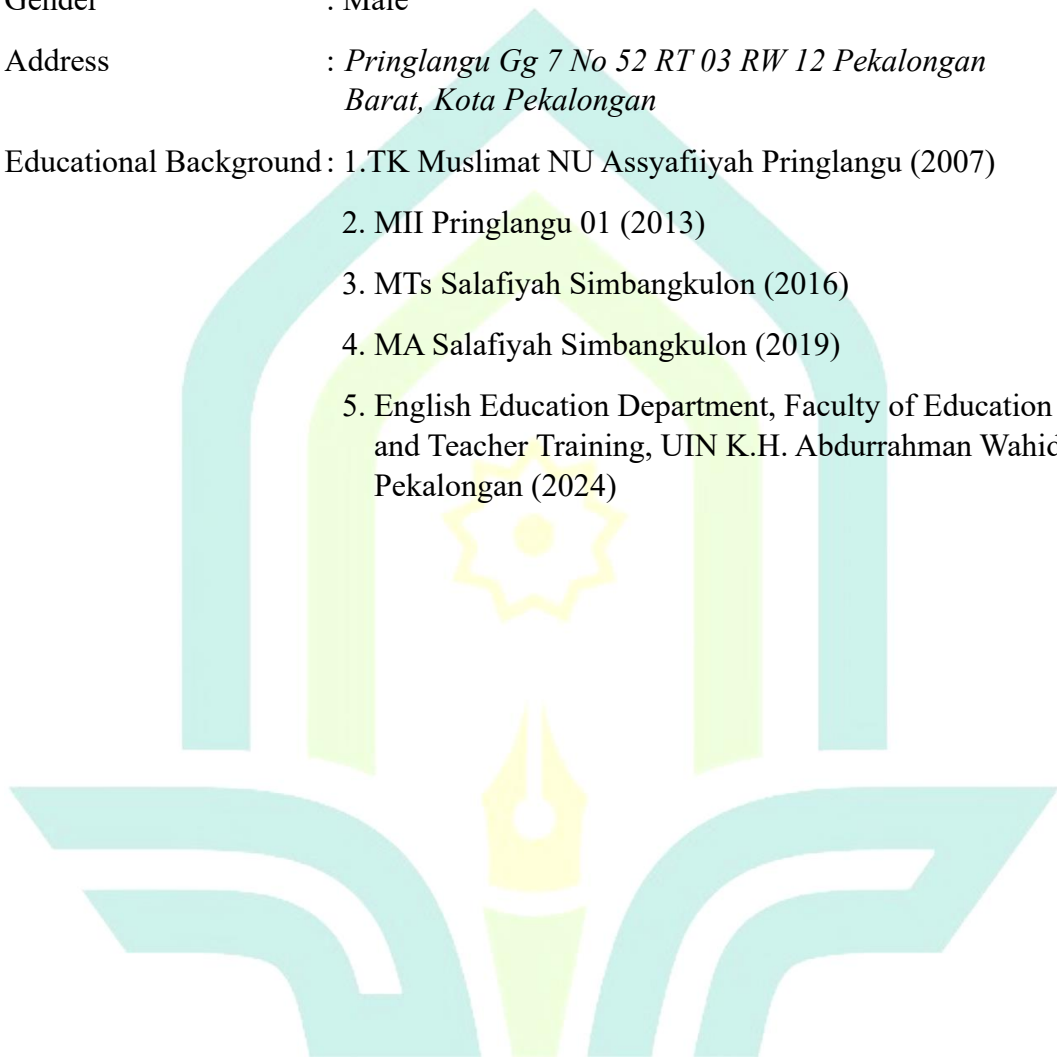 Gender : Male
Address : Pringlangu Gg 7 No 52 RT 03 RW 12 Pekalongan
Barat, Kota Pekalongan
Educational Background : 1.TK Muslimat NU Assyafiiyah Pringlangu (2007)
2. MII Pringlangu 01 (2013)
3. MTs Salafiyah Simbangkulon (2016)
4. MA Salafiyah Simbangkulon (2019)
5. English Education Department, Faculty of Education
and Teacher Training, UIN K.H. Abdurrahman Wahid
Pekalongan (2024)